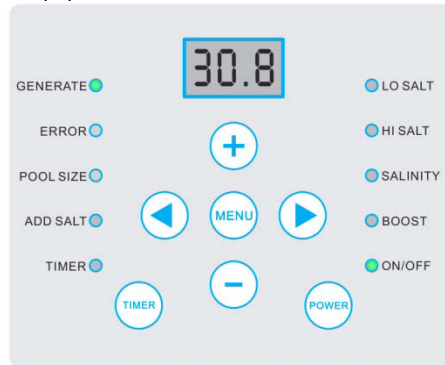 30.8
GENERATE
LO SALT
ERROR
HI SALT
POOL SIZE
SALINITY
ADD SALT
MENU
BOOST
TIMER
ON/OFF
TIMER
POWER